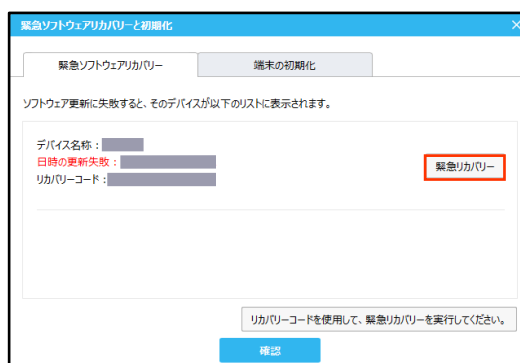 緊急ソフトウェアリカバリーと初期化
緊急ソフトウェアリカバリー
端末の初期化
ソフトウェア更新に失敗すると、そのデバイスが以下のリストに表示されます。
デバイス名称：
日時の更新失敗：
リカバリーコード：
緊急リカバリー
リカバリーコードを使用して、緊急リカバリーを実行してください。
確認